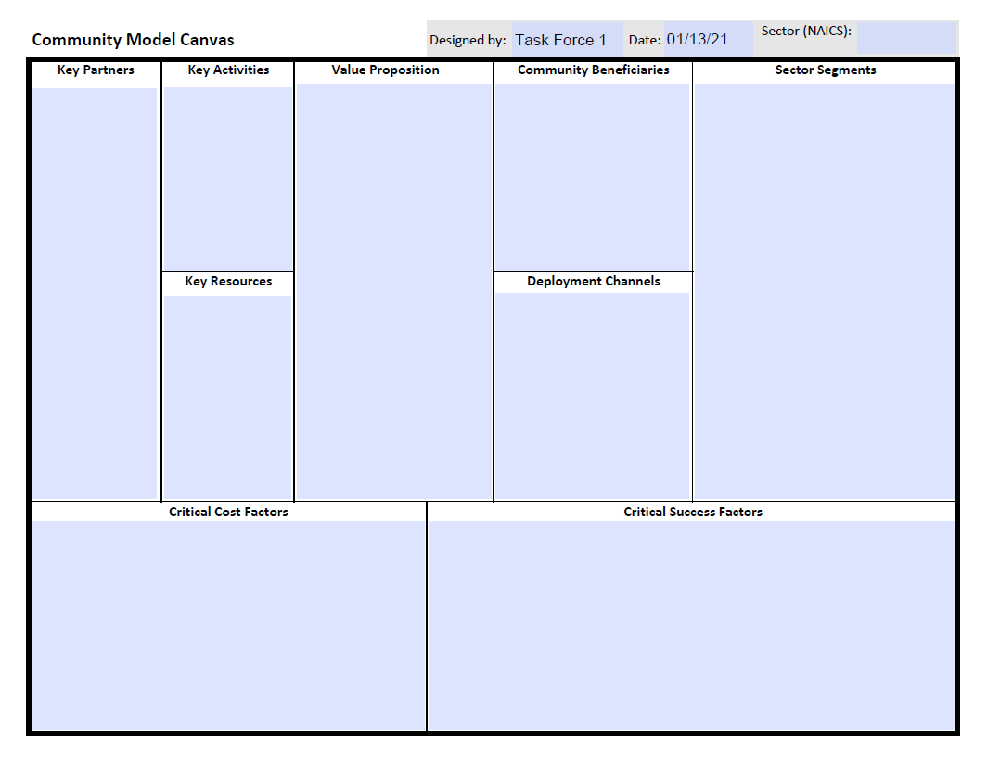 Community Model Canvas
Designed by: Task Force 1 Date: 01/13/21 Sector (NAICS):
Key Partners Key Activities Value Proposition Community Beneficiaries Sector Segments
Key Resources Deployment Channels
Critical Cost Factors Critical Success Factors